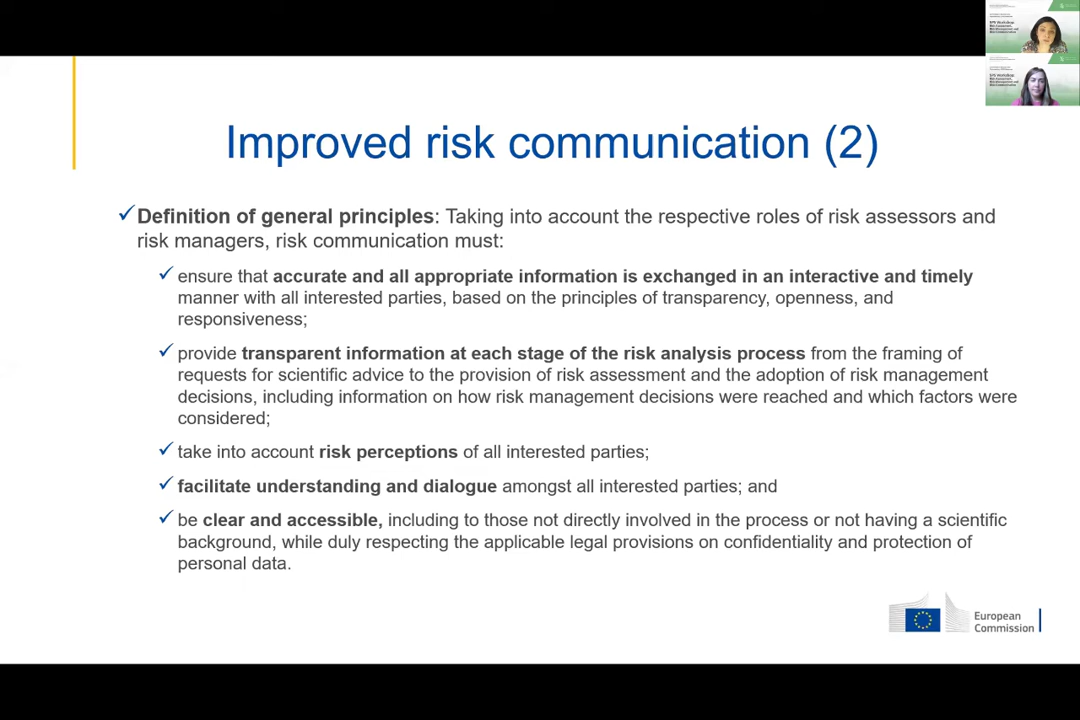 Improved risk communication (2)
✓Definition of general principles: Taking into account the respective roles of risk assessors and
risk managers, risk communication must:
✓ensure that accurate and all appropriate information is exchanged in an interactive and timely
manner with all interested parties, based on the principles of transparency, openness, and
responsiveness;
✓provide transparent information at each stage of the risk analysis process from the framing of
requests for scientific advice to the provision of risk assessment and the adoption of risk management
decisions, including information on how risk management decisions were reached and which factors were
considered;
✓take into account risk perceptions of all interested parties;
✓facilitate understanding and dialogue amongst all interested parties; and
✓be clear and accessible, including to those not directly involved in the process or not having a scientific
background, while duly respecting the applicable legal provisions on confidentiality and protection of
personal data.
European
Commission